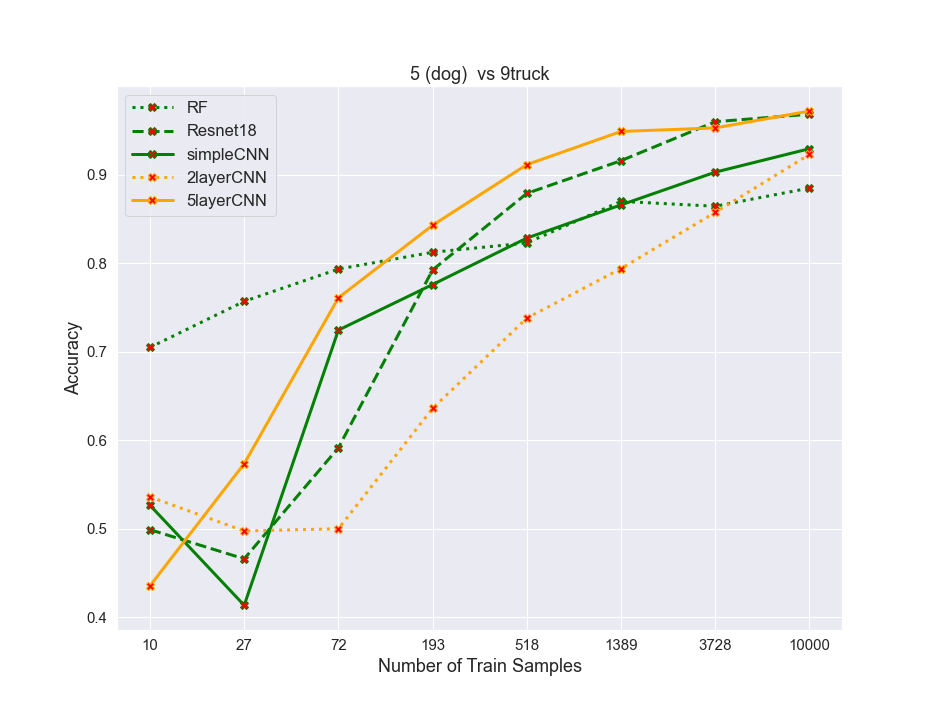 5 (dog)  vs 9truck
RF
Resnet18
simpleCNN
2layerCNN
5layerCNN
Accuracy
0.9
0.8
0.7
0.6
0.5
0.4
10 27 72 193 518 1389 3728 10000
Number of Train Samples